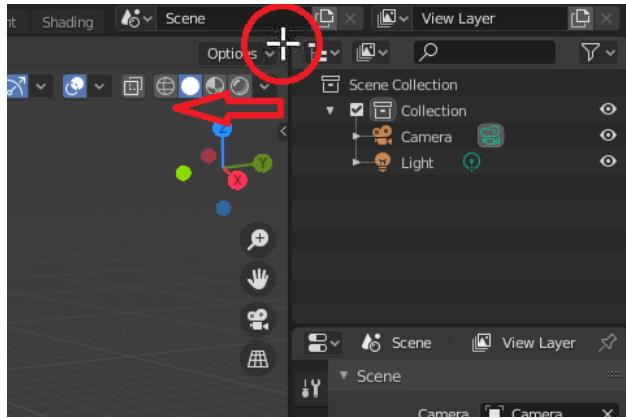 Shading Scene View Layer
Options
Scene Collection
Collection
Camera
Light
Z
Y
X
Scene View Layer
Scene
Camera Camera